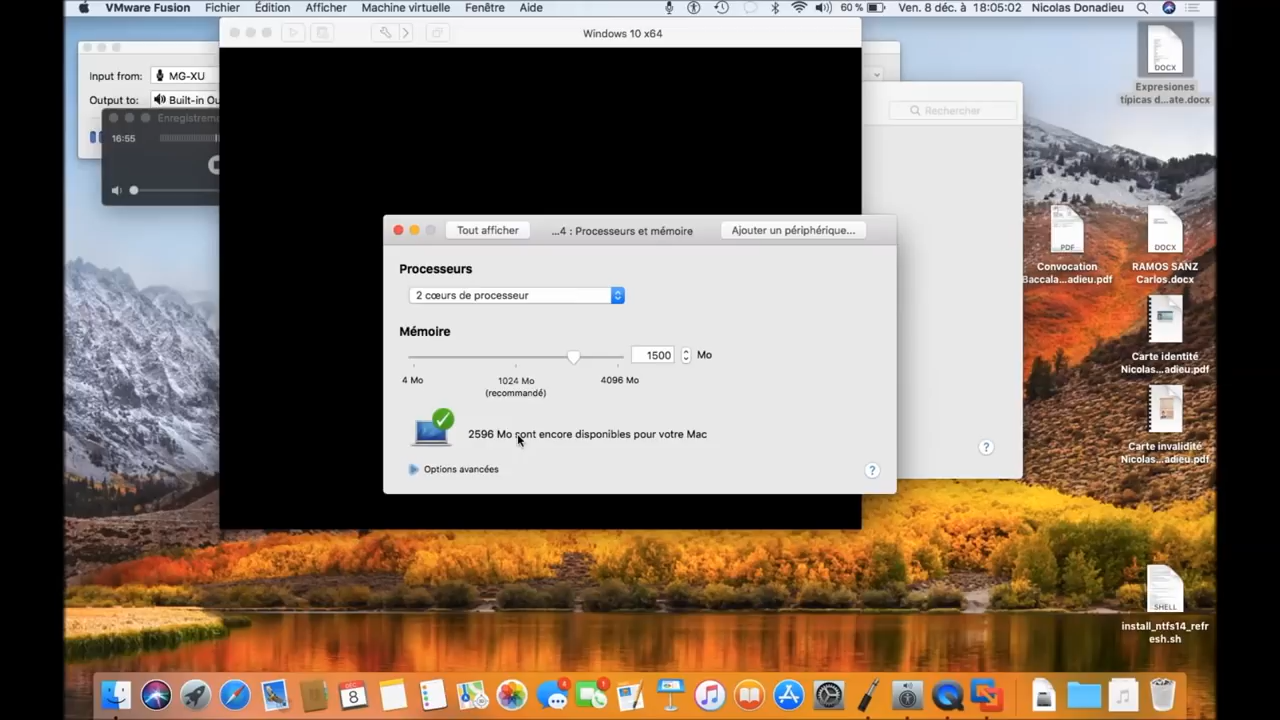 VMware Fusion Fichier Édition Afficher Machine virtuelle Fenêtre Aide 60 % Ven. 8 déc. à 18:05:02 Nicolas Donadieu
Windows 10 x64
Input from: MG-XU
Output to: Built-in Ou
Enregistreme
16:55
Rechercher
Tout afficher ...4 : Processeurs et mémoire Ajouter un périphérique...
Processeurs
2 cœurs de processeur
Mémoire
1500 Mo
4 Mo 1024 Mo 4096 Mo
(recommandé)
2596 Mo sont encore disponibles pour votre Mac
Options avancées ?
?
DOCX
Expresiones
típicas d...ate.docx
PDF
Convocation
Baccala...adieu.pdf
DOCX
RAMOS SANZ
Carlos.docx
Carte identité
Nicolas...adieu.pdf
Carte invalidité
Nicolas...adieu.pdf
SHELL
install_ntfs14_refr
esh.sh
DÉC.
8
4
1